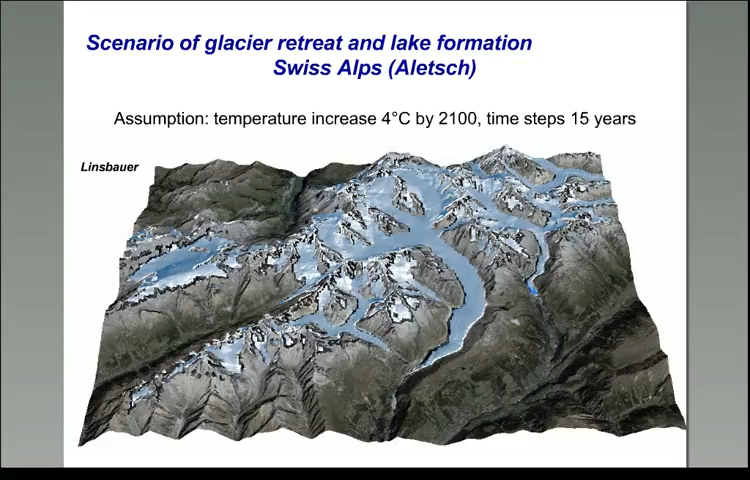 Scenario of glacier retreat and lake formation
Swiss Alps (Aletsch)
Assumption: temperature increase 4°C by 2100, time steps 15 years
Linsbauer